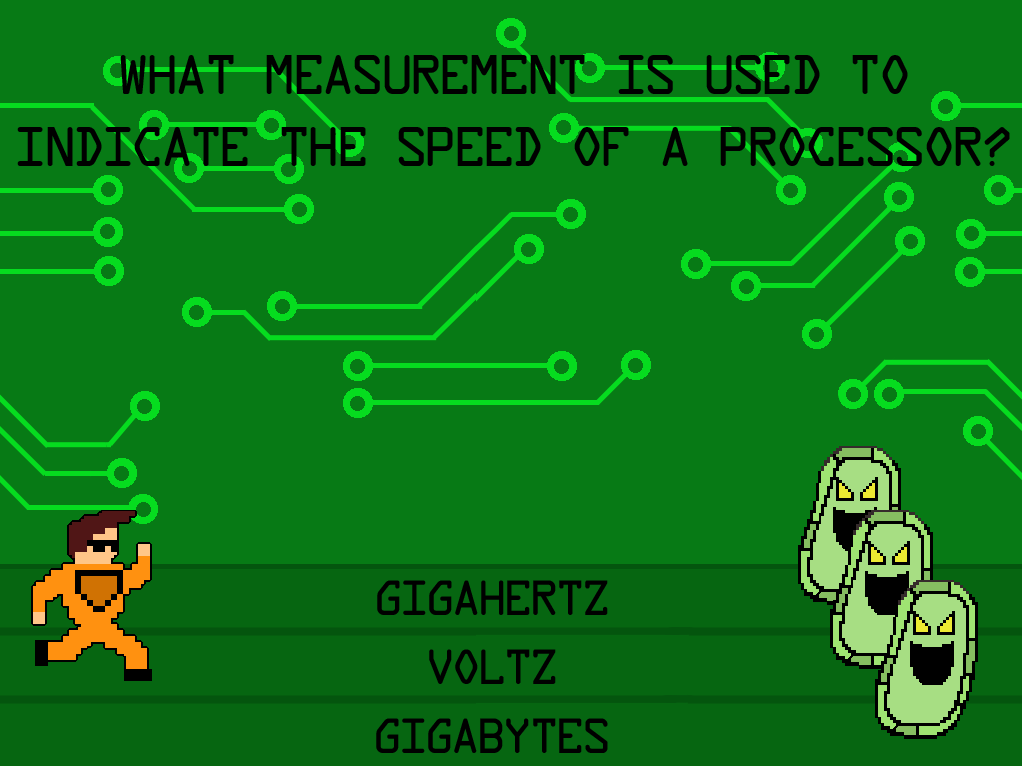 WHAT MEASUREMENT IS USED TO
INDICATE THE SPEED OF A PROCESSOR?
GIGAHERTZ
VOLTZ
GIGABYTES